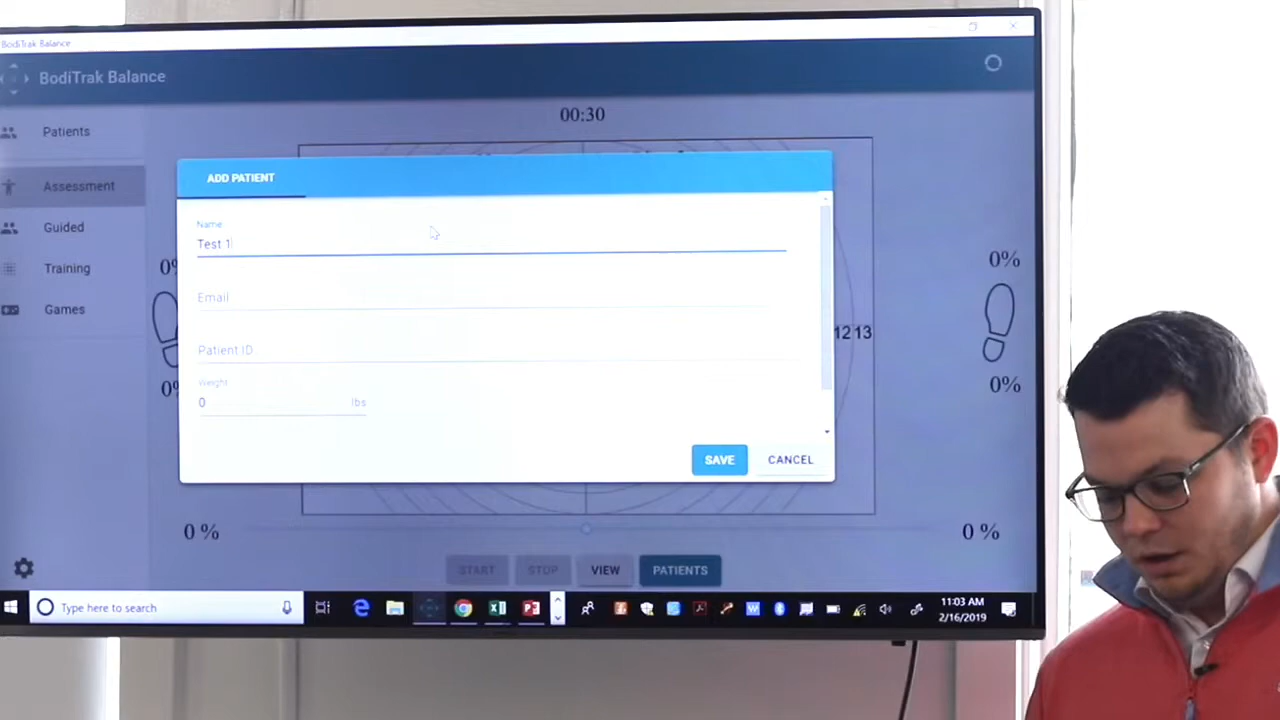 BodiTrak Balance
BodiTrak Balance
Patients
Assessment
Guided
Training
Games
00:30
ADD PATIENT
Name
Test 1
Email
Patient ID
Weight
0 lbs
SAVE CANCEL
0%
0%
12 13
0%
0%
0 % 0 %
START STOP VIEW PATIENTS
Type here to search
11:03 AM
2/16/2019